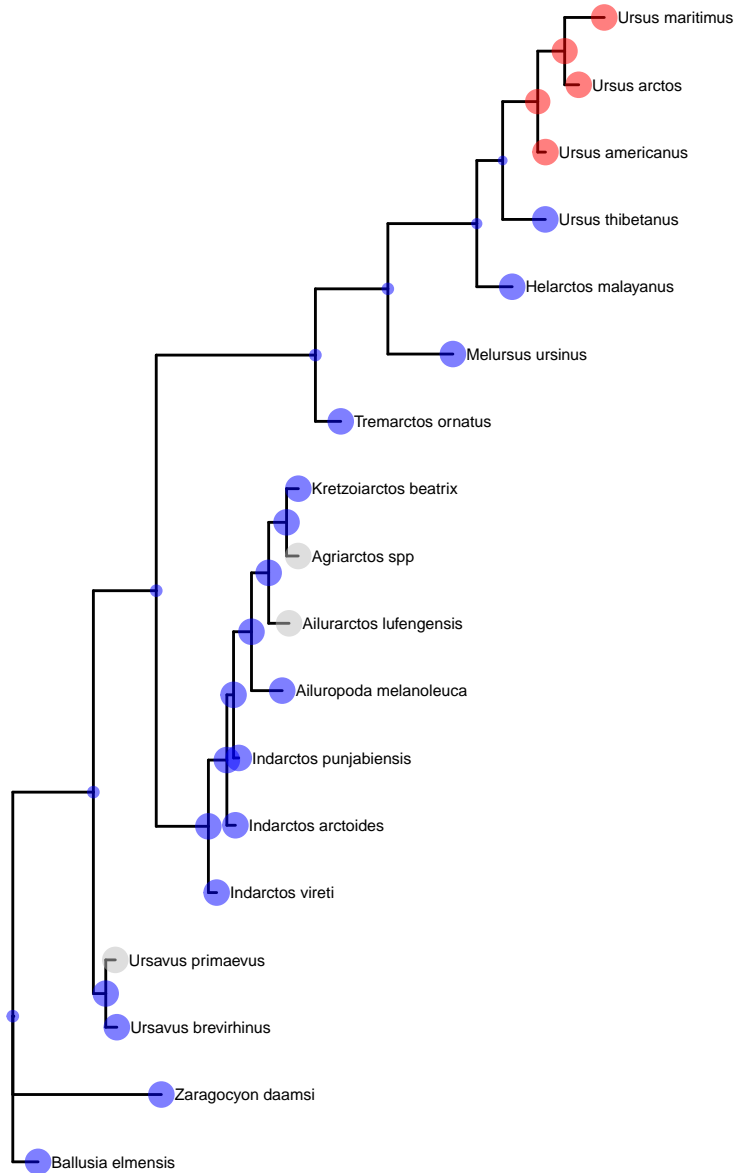 Ursus maritimus
Ursus arctos
Ursus americanus
Ursus thibetanus
Helarctos malayanus
Melursus ursinus
Tremarctos ornatus
Kretzoiarctos beatrix
Agriarctos spp
Ailurarctos lufengensis
Ailuropoda melanoleuca
Indarctos punjabiensis
Indarctos arctoides
Indarctos vireti
Ursavus primaevus
Ursavus brevirhinus
Zaragocyon daamsi
Ballusia elmensis